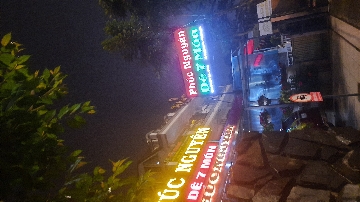 Phúc Nguyên
Dê 7 Món
ÚC NGUYÊN
DÊ 7 MÓN